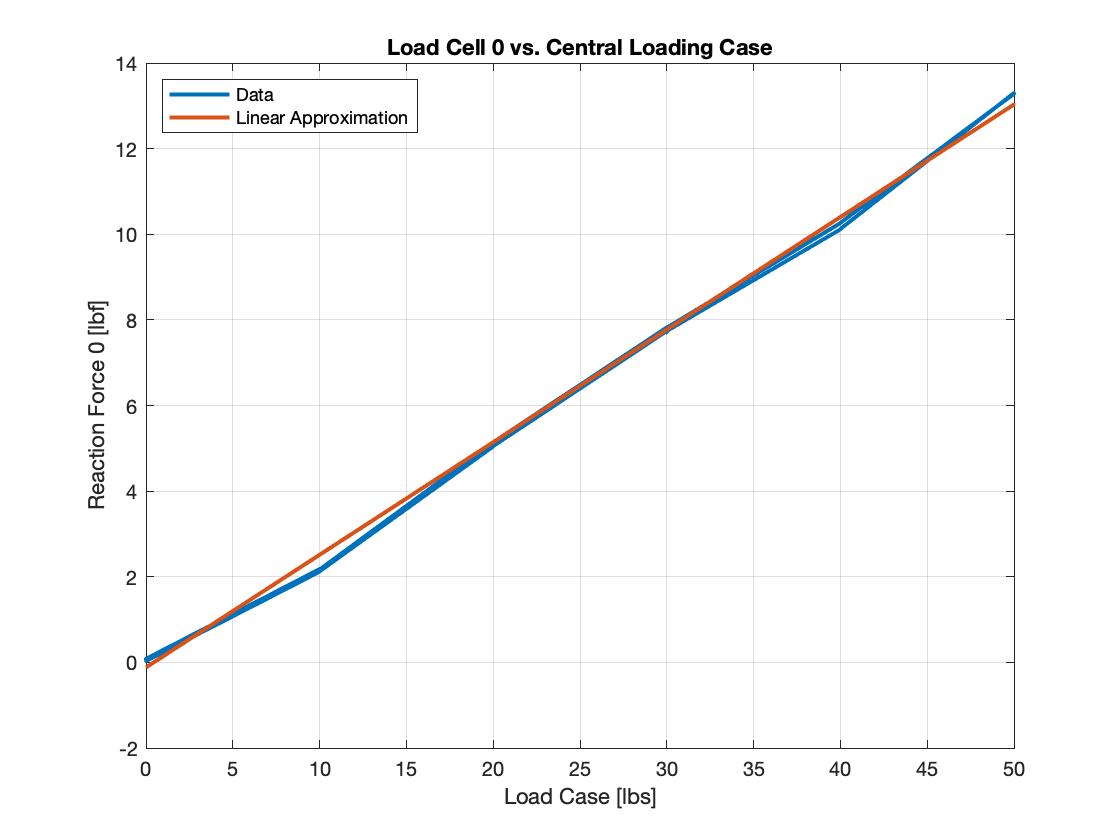 Load Cell 0 vs. Central Loading Case
Data
Linear Approximation
Reaction Force 0 [lbf]
14
12
10
8
6
4
2
0
-2
0 5 10 15 20 25 30 35 40 45 50
Load Case [lbs]